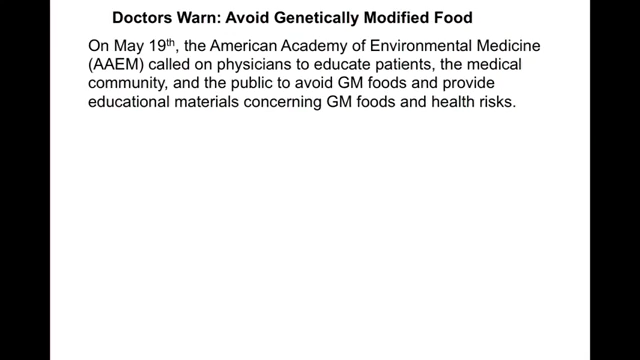 Doctors Warn: Avoid Genetically Modified Food
On May 19th, the American Academy of Environmental Medicine
(AAEM) called on physicians to educate patients, the medical
community, and the public to avoid GM foods and provide
educational materials concerning GM foods and health risks.